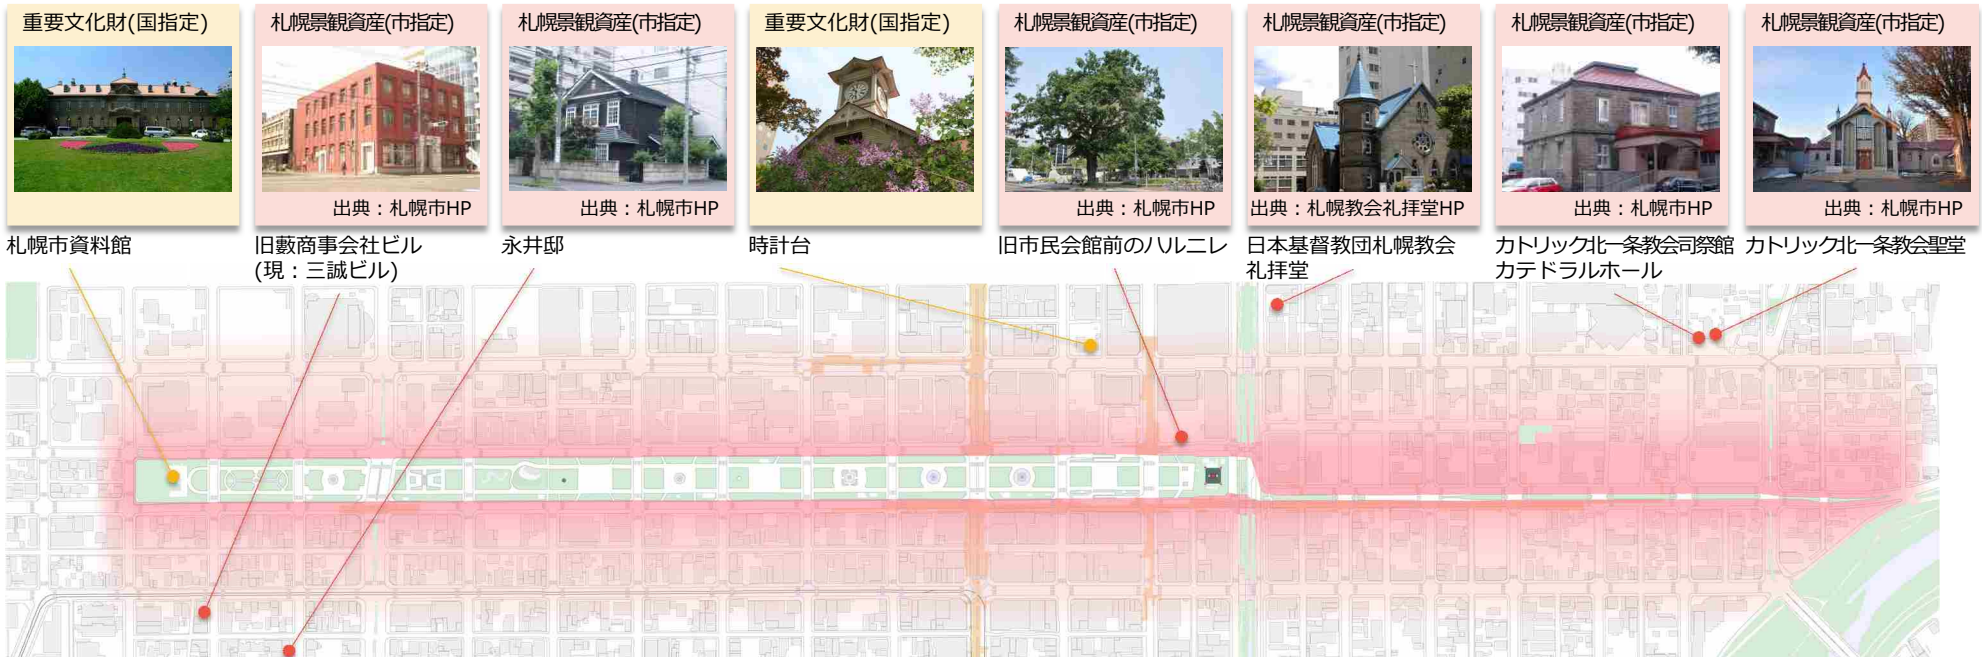 重要文化財(国指定)
札幌市資料館
札幌景観資産(市指定)
出典：札幌市HP
旧藪商事会社ビル
(現：三誠ビル)
札幌景観資産(市指定)
出典：札幌市HP
永井邸
重要文化財(国指定)
時計台
札幌景観資産(市指定)
出典：札幌市HP
旧市民会館前のハルニレ
札幌景観資産(市指定)
出典：札幌教会礼拝堂HP
日本基督教団札幌教会
礼拝堂
札幌景観資産(市指定)
出典：札幌市HP
カトリック北一条教会司祭館
カテドラルホール
札幌景観資産(市指定)
出典：札幌市HP
カトリック北一条教会聖堂